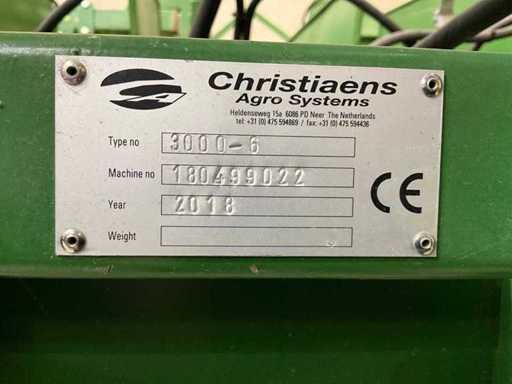 Christiaens
Agro Systems
Heldenseweg 15a 6086 PD Neer The Netherlands
tel: +31 (0) 475 594869 / fax: +31 (0) 475 594436
Type no 3000-6
Machine no 180499022
Year 2018
Weight
CE